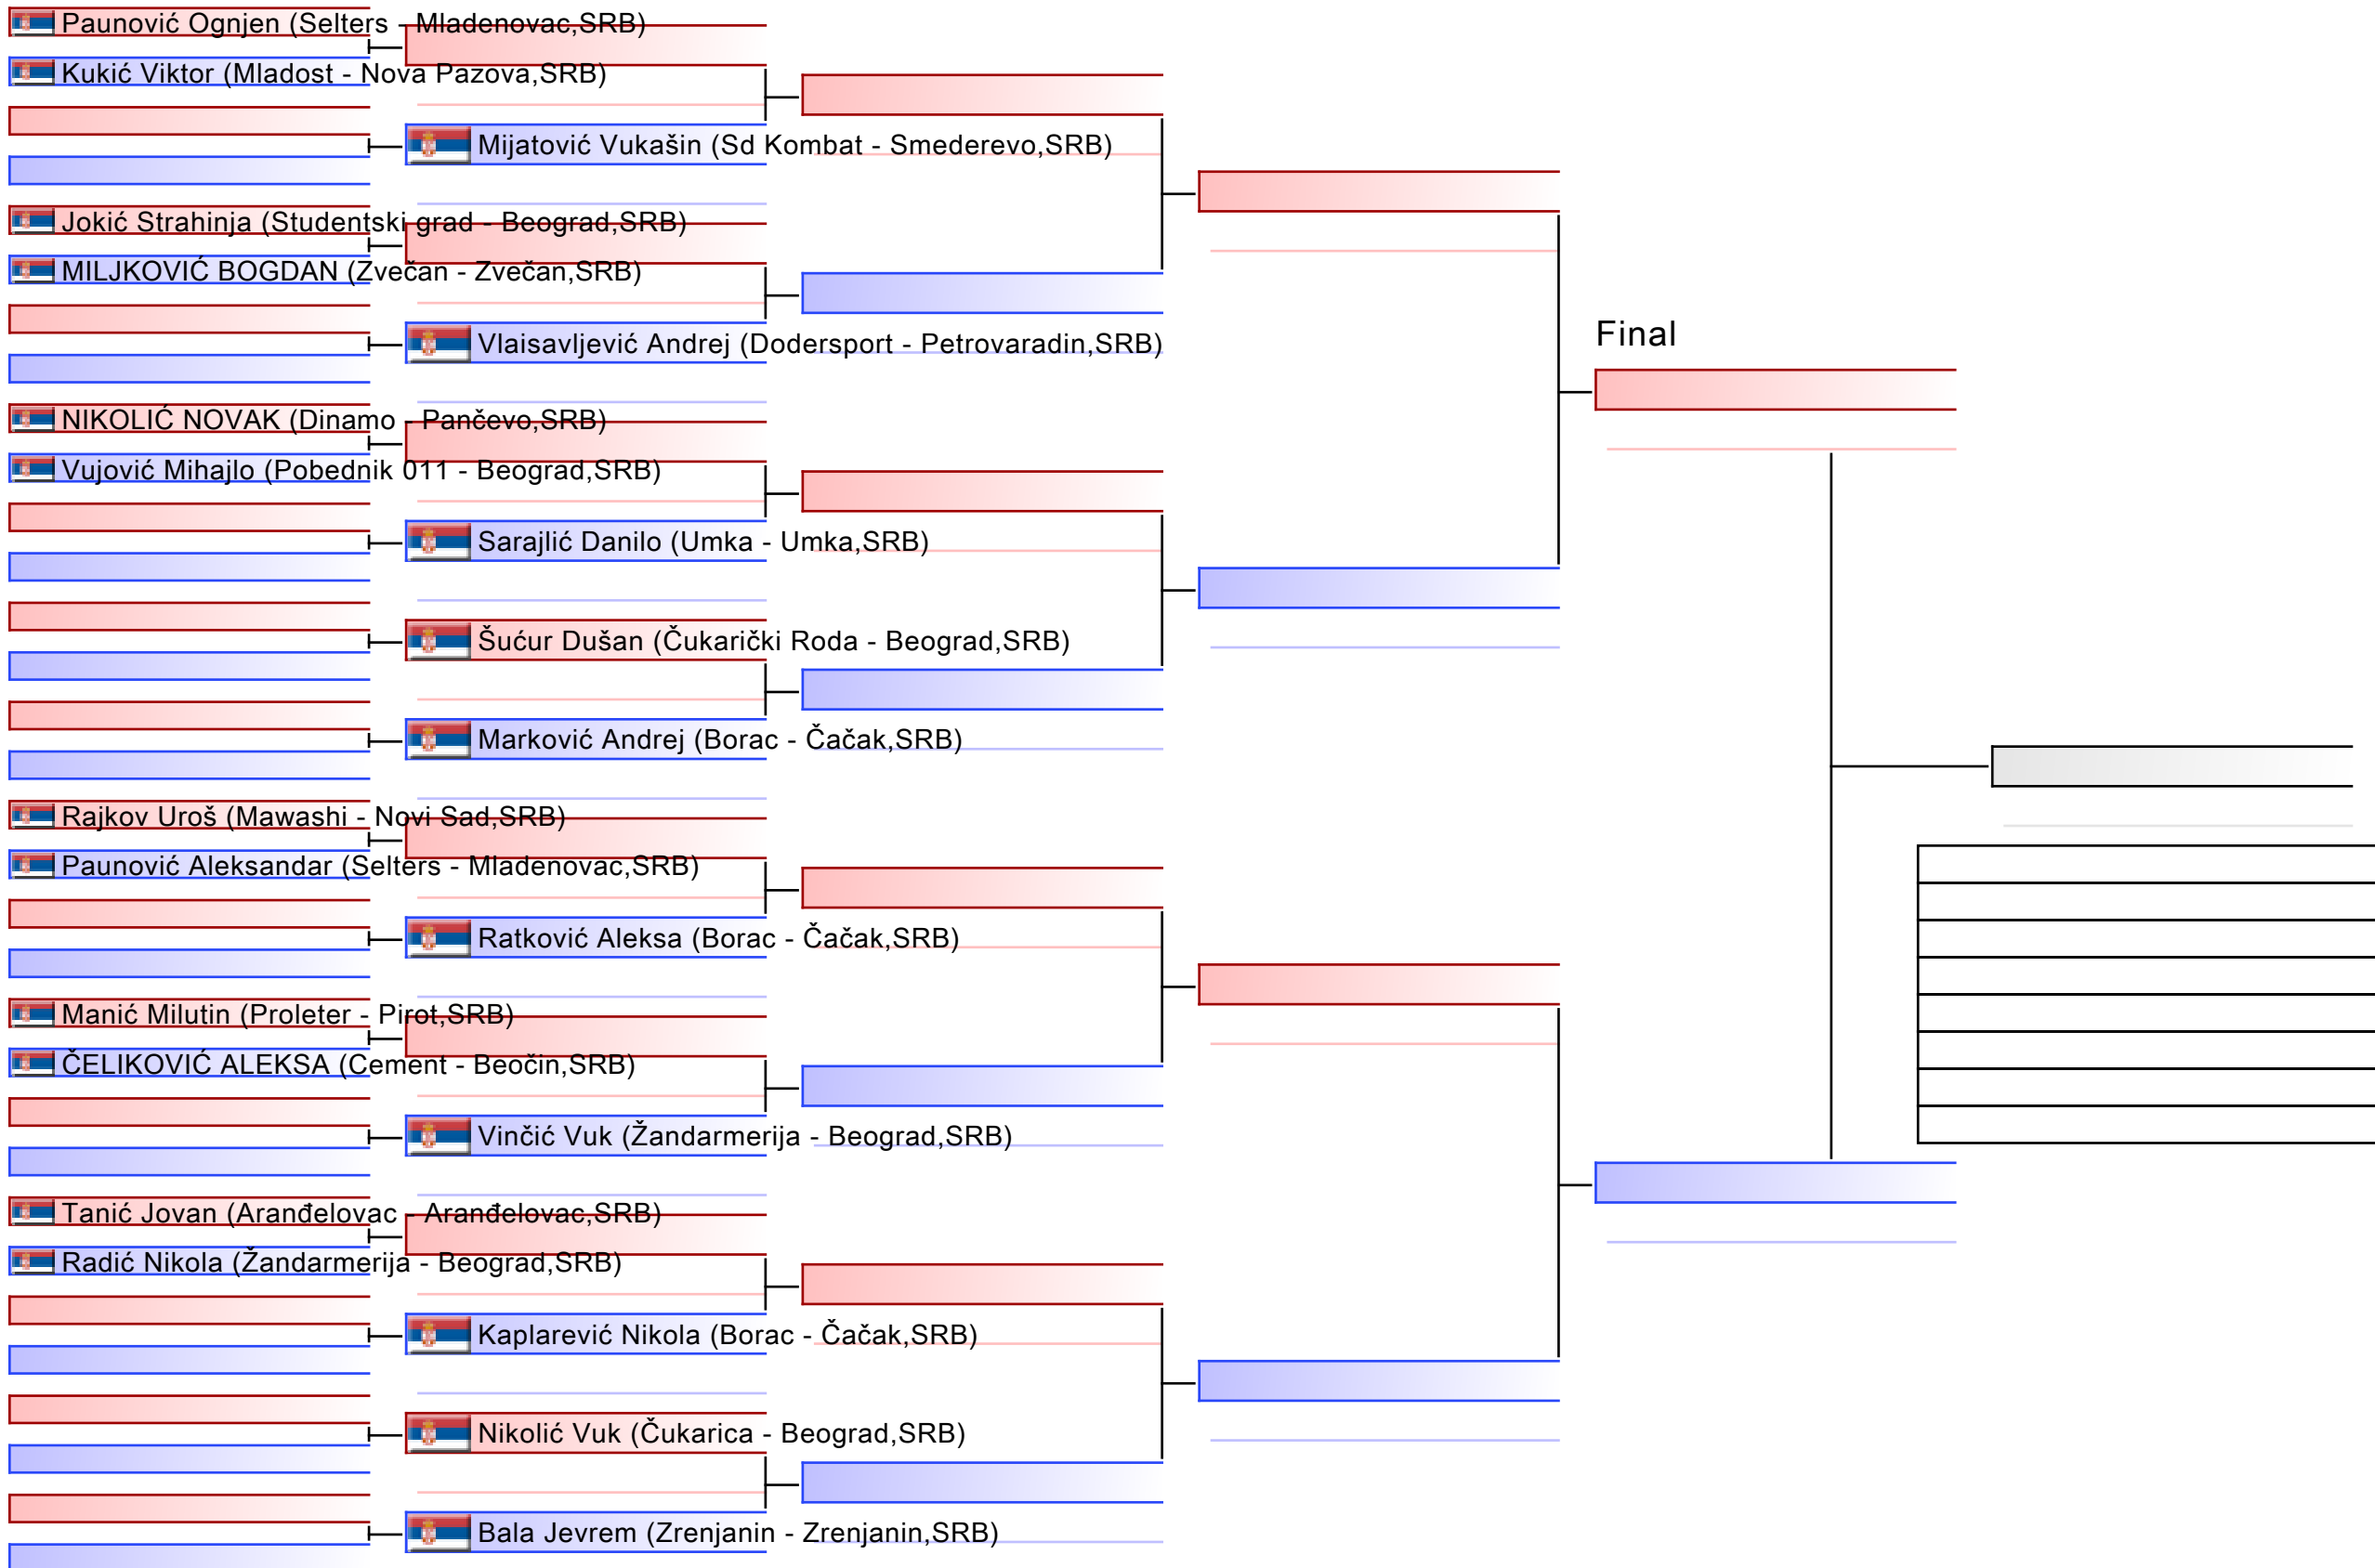 Paunović Ognjen (Selters - Mladenovac,SRB)
Kukić Viktor (Mladost - Nova Pazova,SRB)
Mijatović Vukašin (Sd Kombat - Smederevo,SRB)
Jokić Strahinja (Studentski grad - Beograd,SRB)
MILJKOVIĆ BOGDAN (Zvečan - Zvečan,SRB)
Vlaisavljević Andrej (Dodersport - Petrovaradin,SRB)
Final
NIKOLIĆ NOVAK (Dinamo - Pančevo,SRB)
Vujović Mihajlo (Pobednik 011 - Beograd,SRB)
Sarajlić Danilo (Umka - Umka,SRB)
Šućur Dušan (Čukarički Roda - Beograd,SRB)
Marković Andrej (Borac - Čačak,SRB)
Rajkov Uroš (Mawashi - Novi Sad,SRB)
Paunović Aleksandar (Selters - Mladenovac,SRB)
Ratković Aleksa (Borac - Čačak,SRB)
Manić Milutin (Proleter - Pirot,SRB)
ČELIKOVIĆ ALEKSA (Cement - Beočin,SRB)
Vinčić Vuk (Žandarmerija - Beograd,SRB)
Tanić Jovan (Aranđelovac - Aranđelovac,SRB)
Radić Nikola (Žandarmerija - Beograd,SRB)
Kaplarević Nikola (Borac - Čačak,SRB)
Nikolić Vuk (Čukarica - Beograd,SRB)
Bala Jevrem (Zrenjanin - Zrenjanin,SRB)